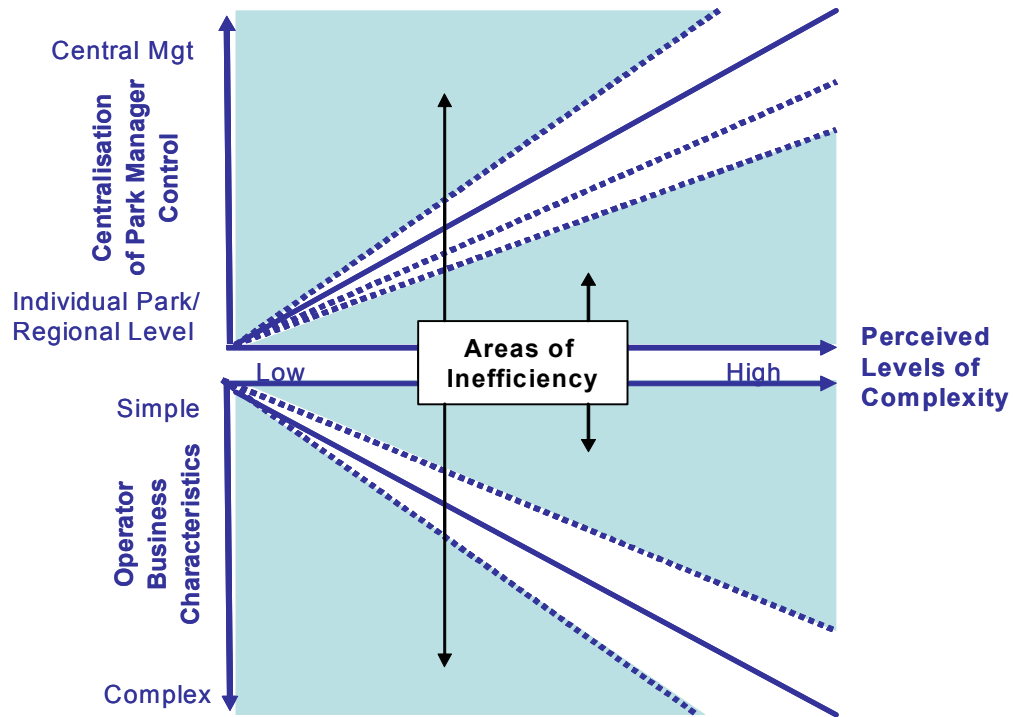 Central Mgt
Centralisation
of Park Manager
Control
Individual Park/
Regional Level
Areas of
Inefficiency
Perceived
Levels of
Complexity
Low
High
Simple
Operator
Business
Characteristics
Complex